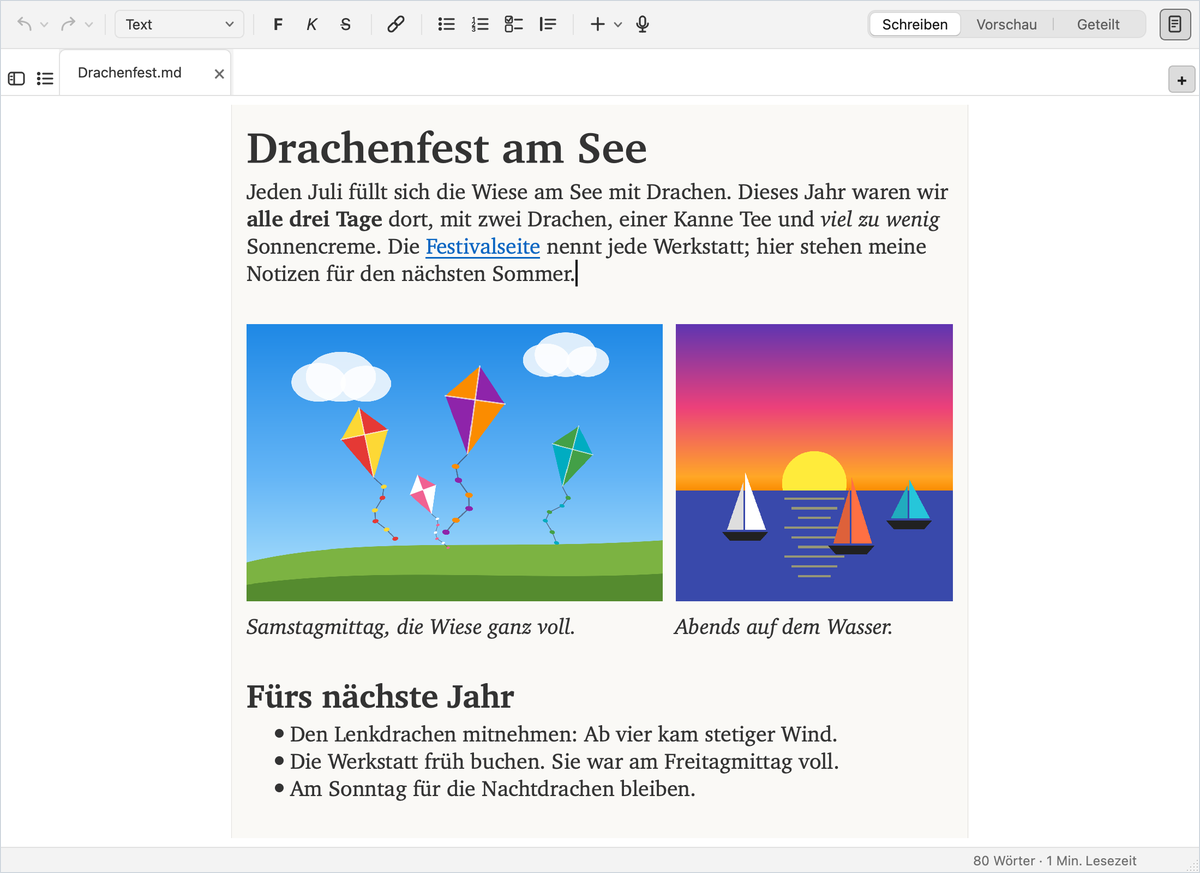 Text
F K S
Schreiben Vorschau Geteilt
Drachenfest.md
Drachenfest am See
Jeden Juli füllt sich die Wiese am See mit Drachen. Dieses Jahr waren wir
alle drei Tage dort, mit zwei Drachen, einer Kanne Tee und viel zu wenig
Sonnencreme. Die Festivalseite nennt jede Werkstatt; hier stehen meine
Notizen für den nächsten Sommer.
Samstagmittag, die Wiese ganz voll.
Abends auf dem Wasser.
Fürs nächste Jahr
• Den Lenkdrachen mitnehmen: Ab vier kam stetiger Wind.
• Die Werkstatt früh buchen. Sie war am Freitagmittag voll.
• Am Sonntag für die Nachtdrachen bleiben.
80 Wörter · 1 Min. Lesezeit